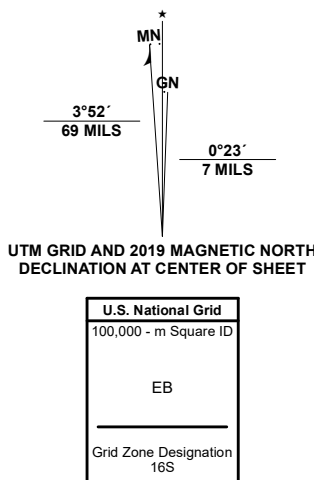 ★
MN
GN
3°52´
69 MILS
0°23´
7 MILS
UTM GRID AND 2019 MAGNETIC NORTH
DECLINATION AT CENTER OF SHEET
U.S. National Grid
100,000 - m Square ID
EB
Grid Zone Designation
16S